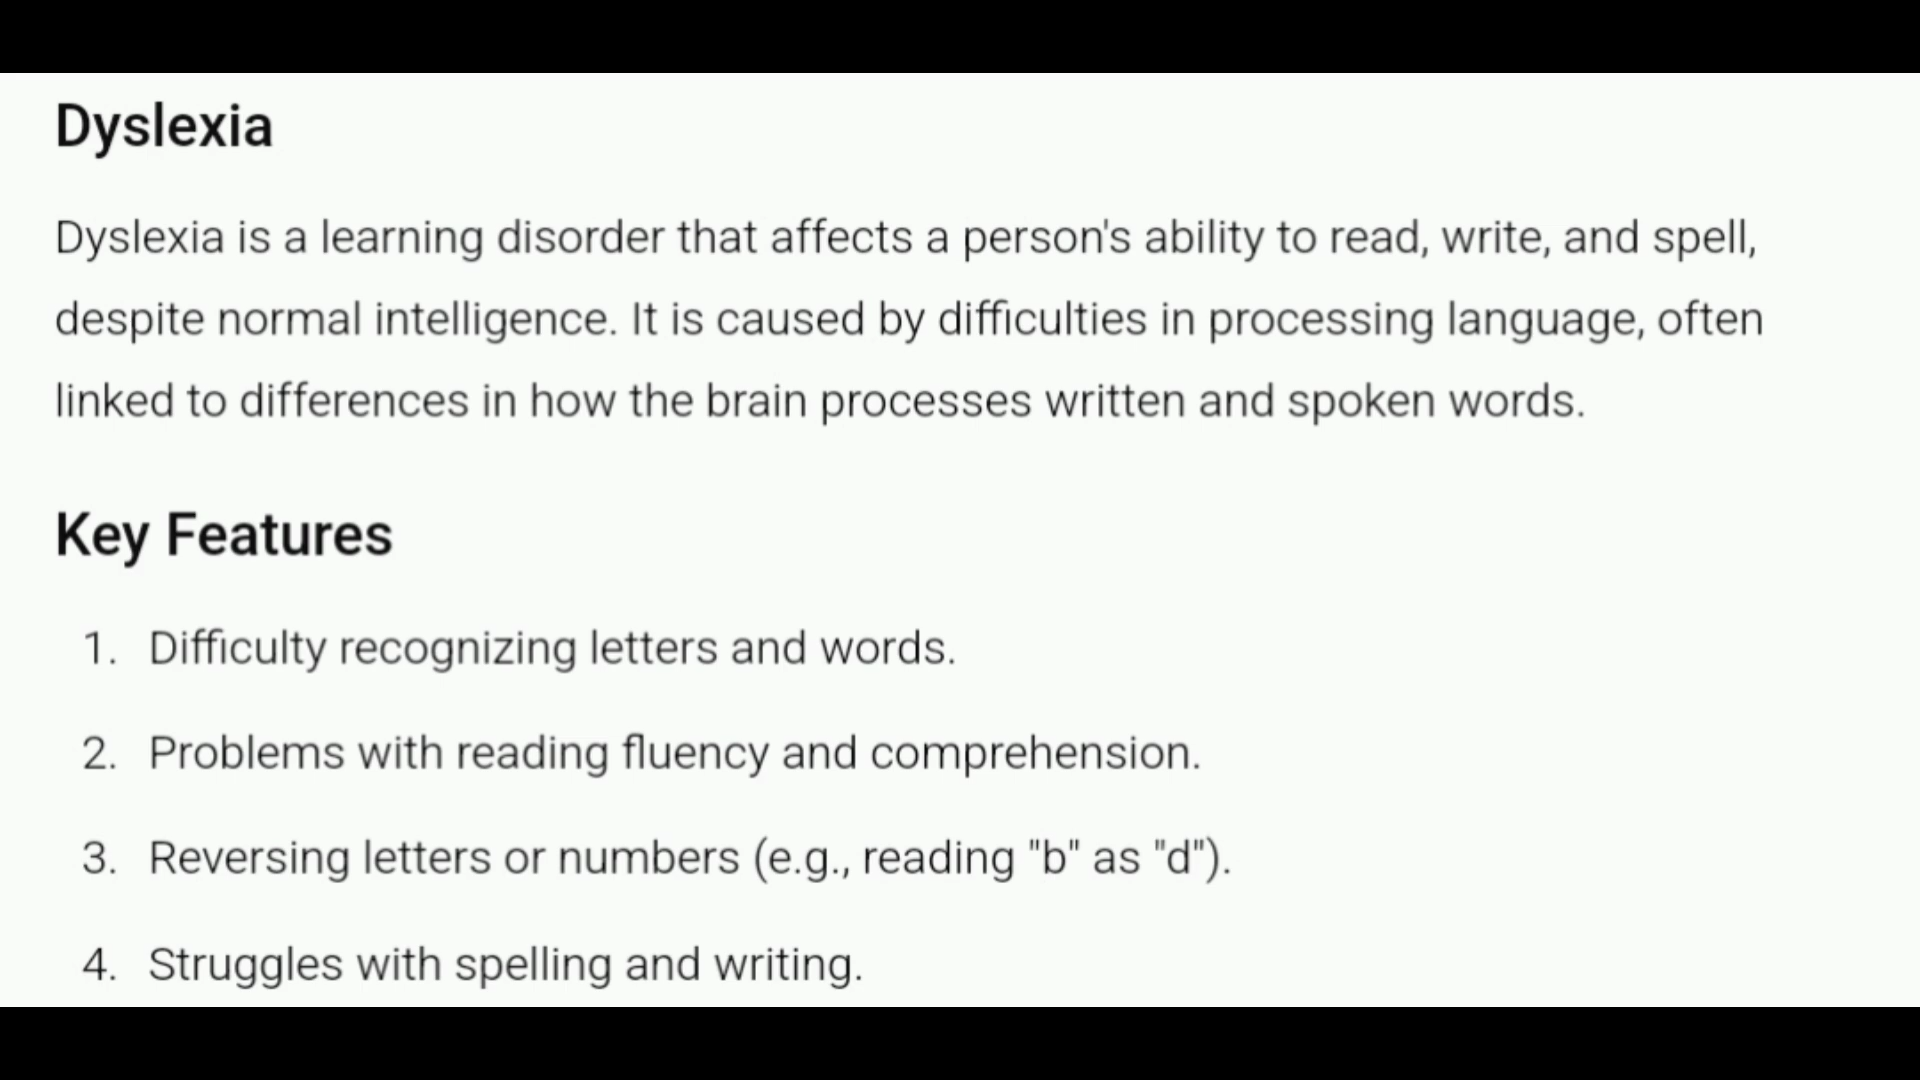 Dyslexia
Dyslexia is a learning disorder that affects a person's ability to read, write, and spell,
despite normal intelligence. It is caused by difficulties in processing language, often
linked to differences in how the brain processes written and spoken words.
Key Features
1. Difficulty recognizing letters and words.
2. Problems with reading fluency and comprehension.
3. Reversing letters or numbers (e.g., reading "b" as "d").
4. Struggles with spelling and writing.